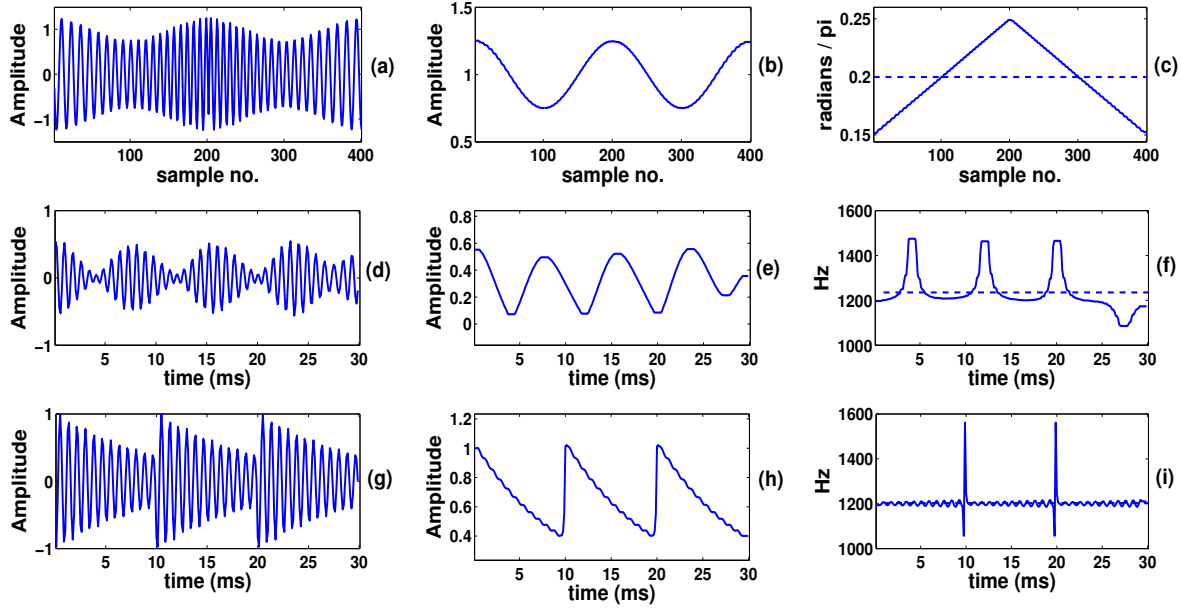 Amplitude
1
0
−1
100 200 300 400
sample no.
(a)
Amplitude
1.5
1
0.5
100 200 300 400
sample no.
(b)
radians / pi
0.25
0.2
0.15
100 200 300 400
sample no.
(c)
Amplitude
1
0
−1
5 10 15 20 25 30
time (ms)
(d)
Amplitude
0.8
0.6
0.4
0.2
0
5 10 15 20 25 30
time (ms)
(e)
Hz
1600
1400
1200
1000
5 10 15 20 25 30
time (ms)
(f)
Amplitude
1
0
−1
5 10 15 20 25 30
time (ms)
(g)
Amplitude
1.2
1
0.8
0.6
0.4
5 10 15 20 25 30
time (ms)
(h)
Hz
1600
1400
1200
1000
5 10 15 20 25 30
time (ms)
(i)